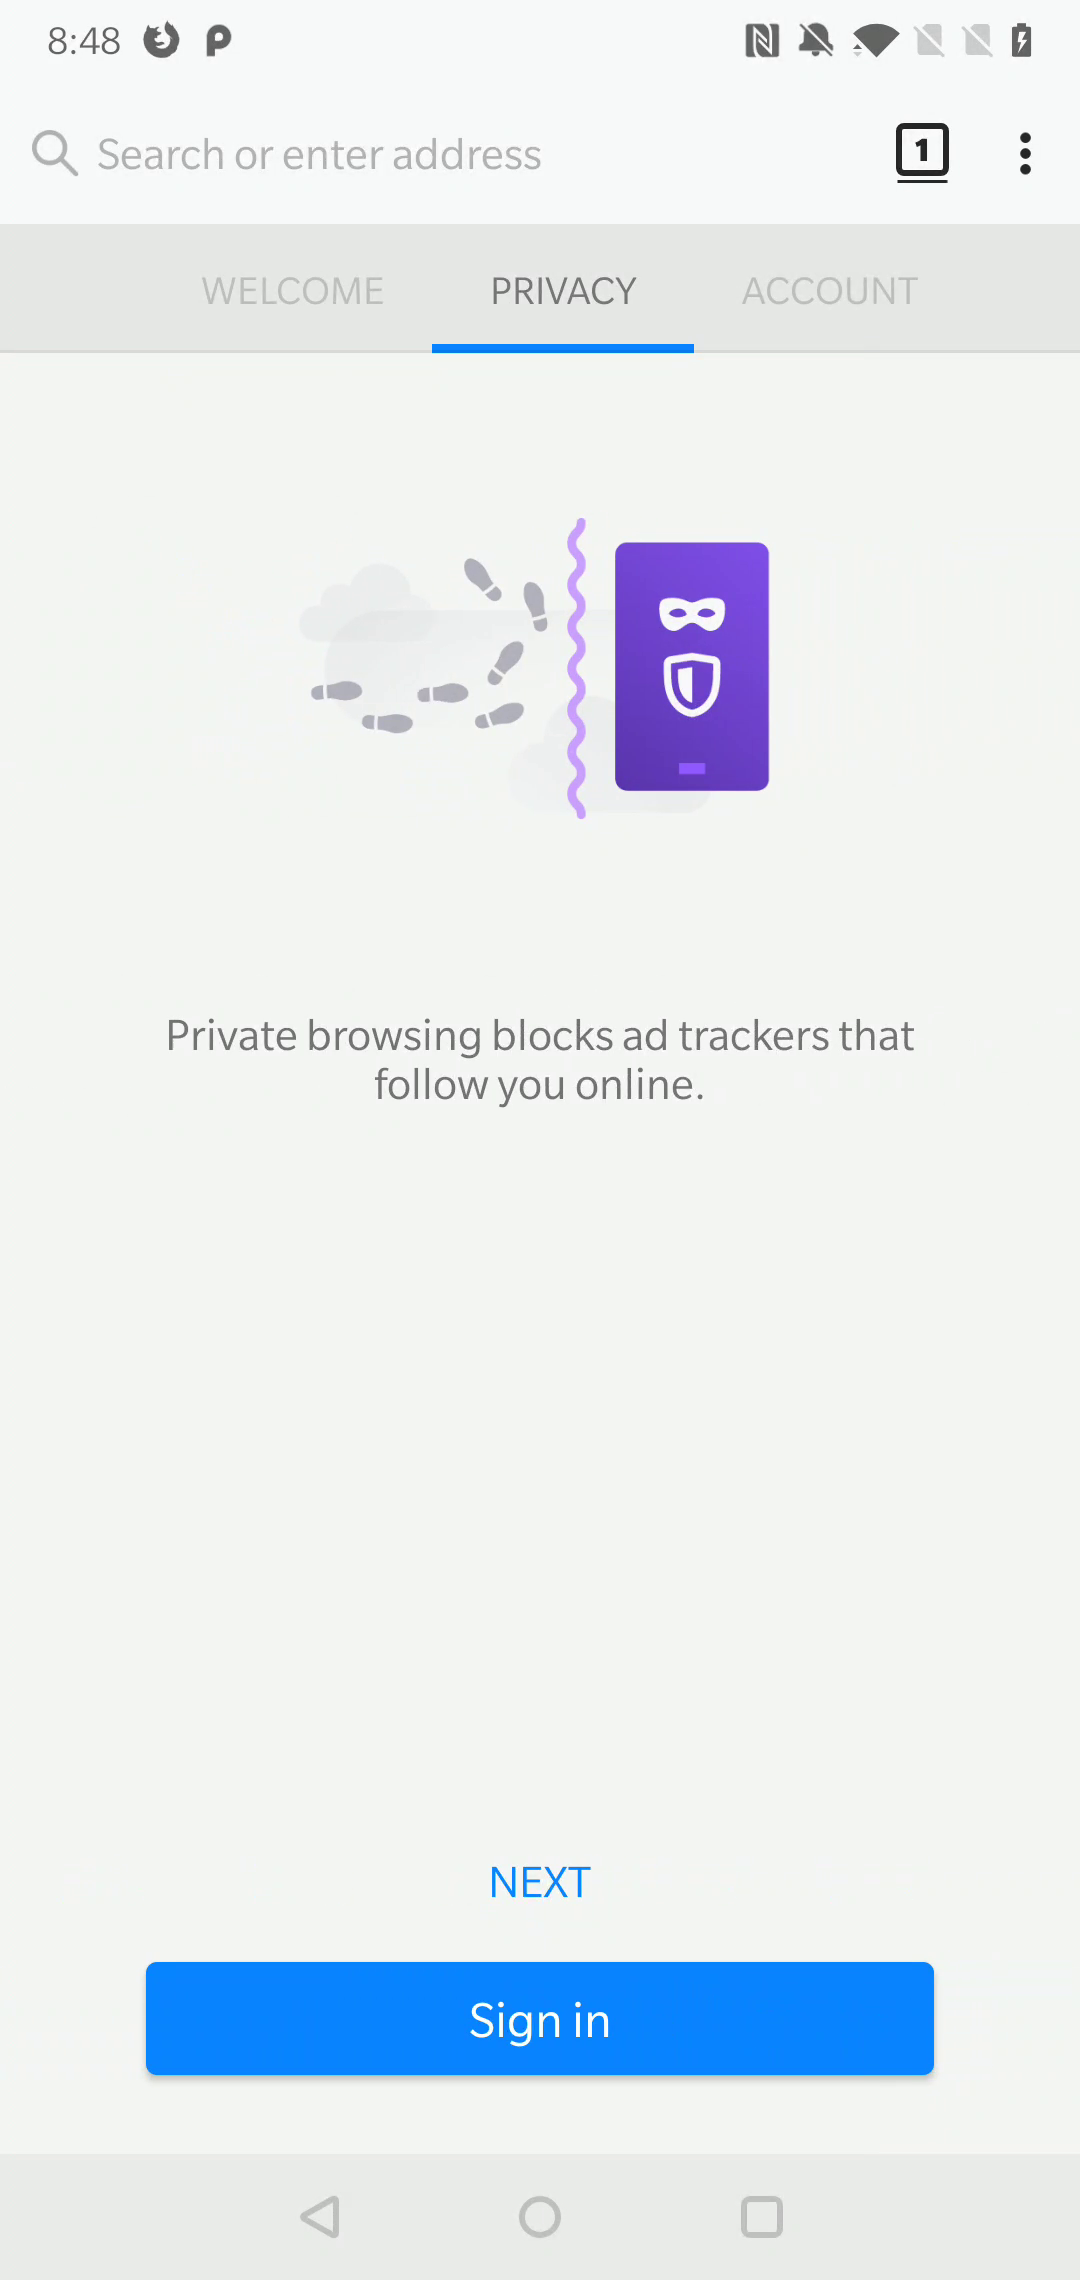 8:48
Search or enter address
1
WELCOME PRIVACY ACCOUNT
Private browsing blocks ad trackers that
follow you online.
NEXT
Sign in